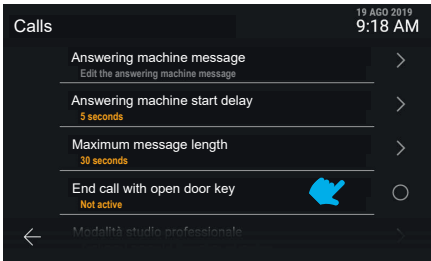 19 AGO 2019
Calls
9:18 AM
Answering machine message
Edit the answering machine message
Answering machine start delay
5 seconds
Maximum message length
30 seconds
End call with open door key
Not active
Modalità studio professionale